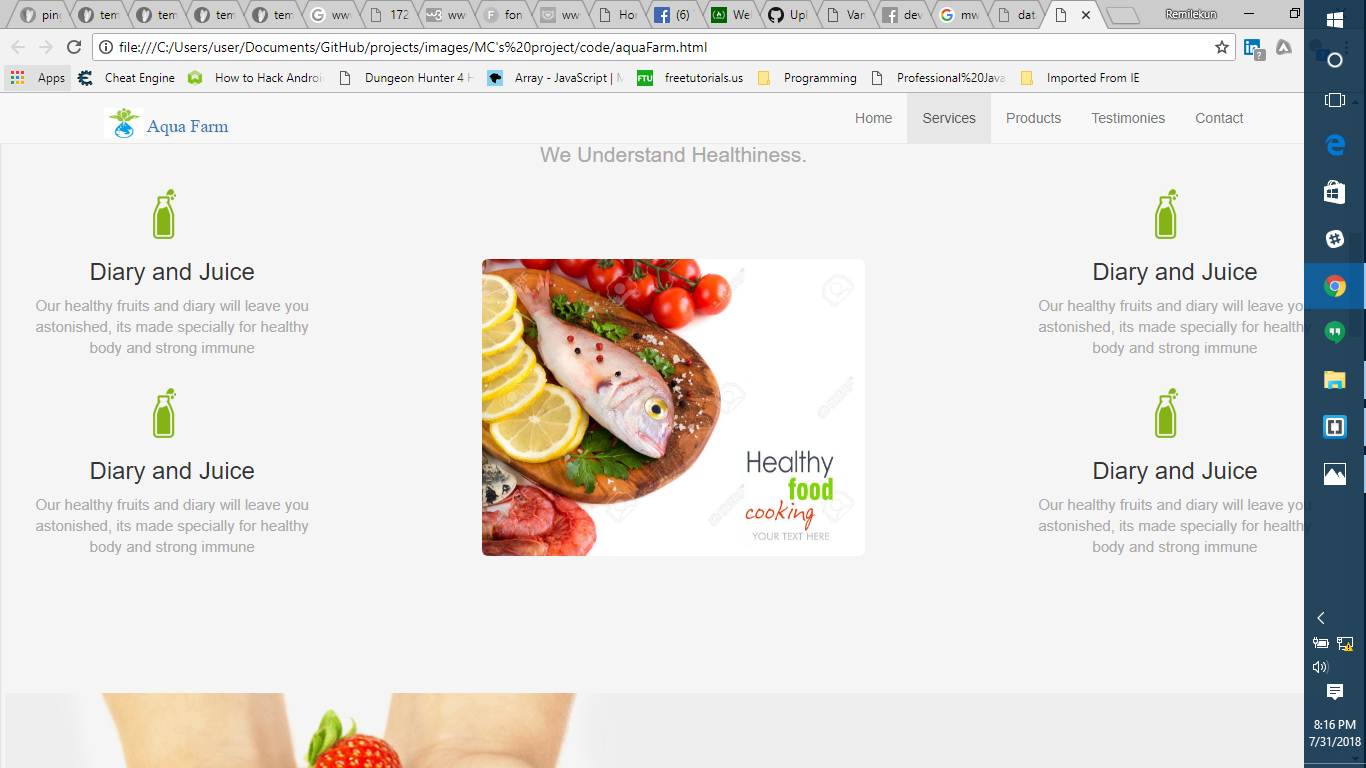 pin
tem
tem
tem
tem
ww
172
ww
fon
ww
Ho
(6)
We
Upl
Var
dev
mw
dat
Remilekun
file:///C:/Users/user/Documents/GitHub/projects/images/MC's%20project/code/aquaFarm.html
Apps
Cheat Engine
How to Hack Androi
Dungeon Hunter 4 H
Array - JavaScript | M
FTU
freetutorials.us
Programming
Professional%20Java
Imported From IE
Aqua Farm
Home
Services
Products
Testimonies
Contact
We Understand Healthiness.
Diary and Juice
Our healthy fruits and diary will leave you
astonished, its made specially for healthy
body and strong immune
Diary and Juice
Our healthy fruits and diary will leave you
astonished, its made specially for healthy
body and strong immune
Healthy
food
cooking
YOUR TEXT HERE
Diary and Juice
Our healthy fruits and diary will leave you
astonished, its made specially for healthy
body and strong immune
Diary and Juice
Our healthy fruits and diary will leave you
astonished, its made specially for healthy
body and strong immune
8:16 PM
7/31/2018